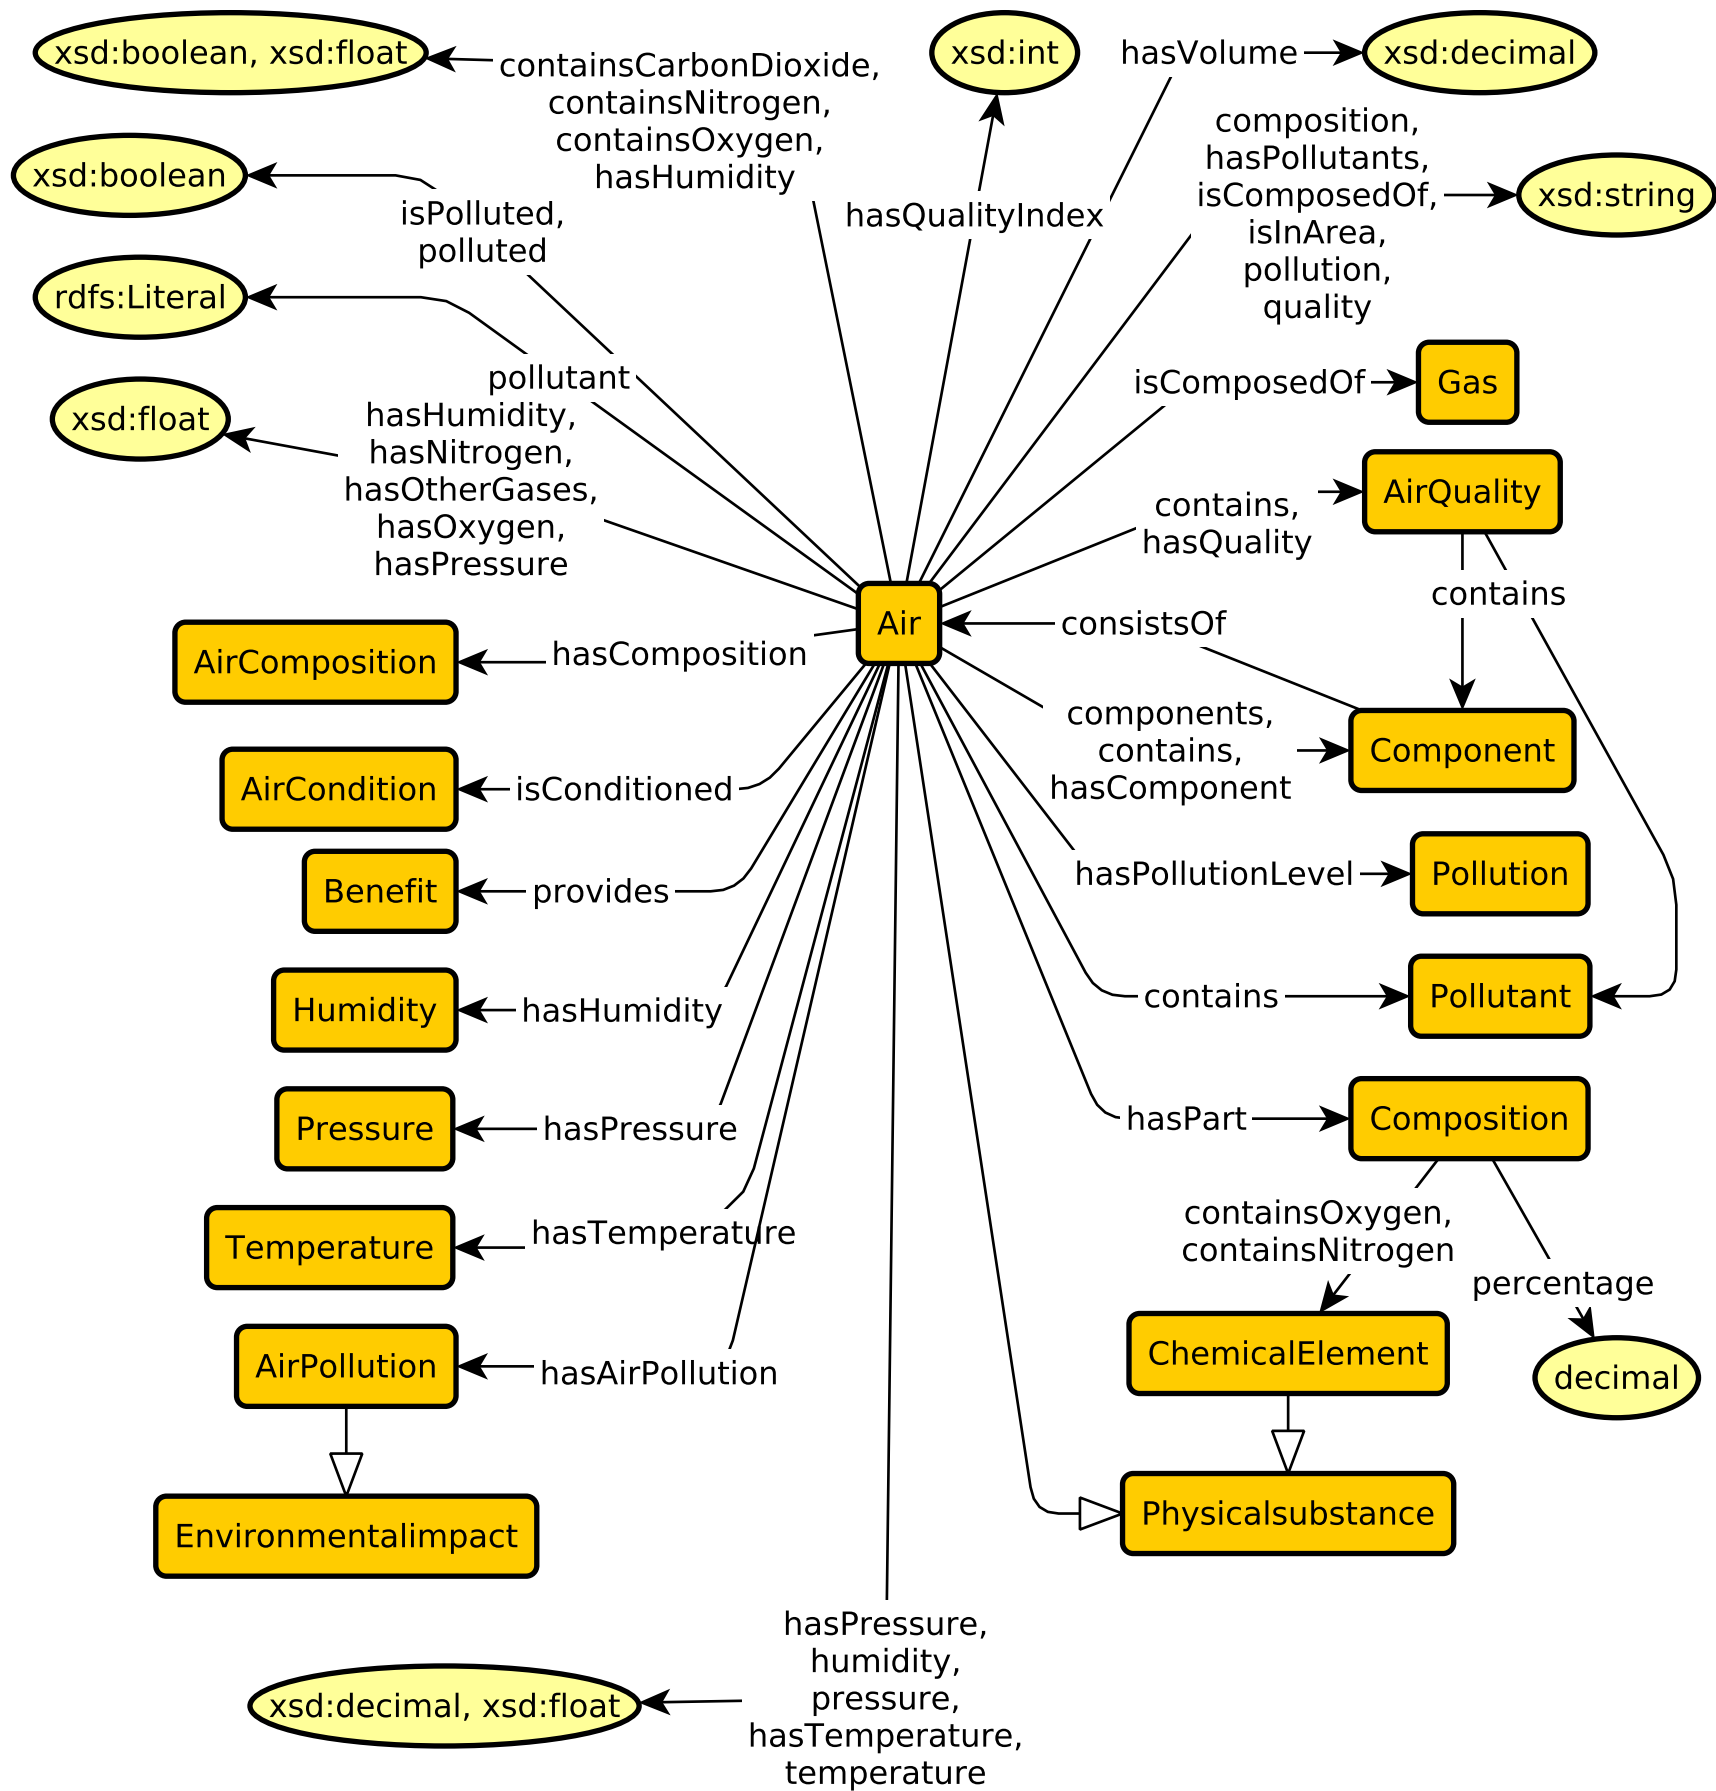 xsd:boolean, xsd:float
containsCarbonDioxide,
containsNitrogen,
containsOxygen,
hasHumidity
xsd:int
hasVolume
xsd:decimal
xsd:boolean
isPolluted,
polluted
hasQualityIndex
composition,
hasPollutants,
isComposedOf,
isInArea,
pollution,
quality
xsd:string
rdfs:Literal
pollutant
xsd:float
hasHumidity,
hasNitrogen,
hasOtherGases,
hasOxygen,
hasPressure
isComposedOf
Gas
contains,
hasQuality
AirQuality
contains
Air
consistsOf
AirComposition
hasComposition
components,
contains,
hasComponent
Component
AirCondition
isConditioned
Benefit
provides
hasPollutionLevel
Pollution
Humidity
hasHumidity
contains
Pollutant
Pressure
hasPressure
hasPart
Composition
Temperature
hasTemperature
containsOxygen,
containsNitrogen
percentage
AirPollution
hasAirPollution
ChemicalElement
decimal
Environmentalimpact
Physicalsubstance
xsd:decimal, xsd:float
hasPressure,
humidity,
pressure,
hasTemperature,
temperature